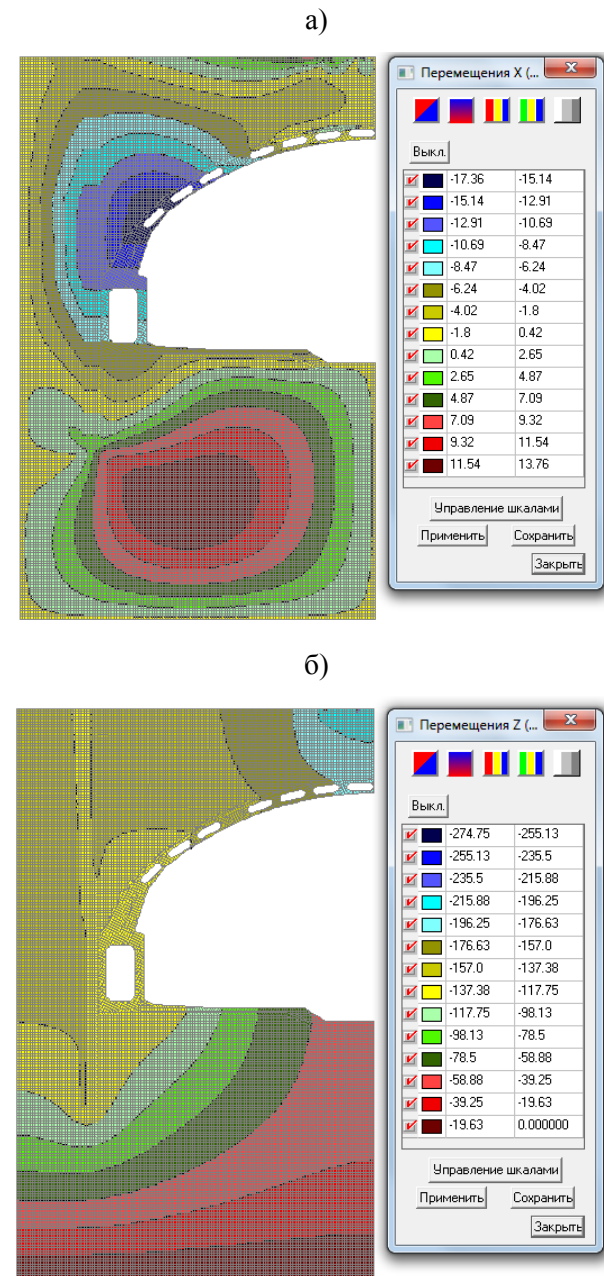 а)
Перемещения X (...
Выкл.
-17.36 -15.14
-15.14 -12.91
-12.91 -10.69
-10.69 -8.47
-8.47 -6.24
-6.24 -4.02
-4.02 -1.8
-1.8 0.42
0.42 2.65
2.65 4.87
4.87 7.09
7.09 9.32
9.32 11.54
11.54 13.76
Управление шкалами
Применить Сохранить
Закрыть
б)
Перемещения Z (...
Выкл.
-274.75 -255.13
-255.13 -235.5
-235.5 -215.88
-215.88 -196.25
-196.25 -176.63
-176.63 -157.0
-157.0 -137.38
-137.38 -117.75
-117.75 -98.13
-98.13 -78.5
-78.5 -58.88
-58.88 -39.25
-39.25 -19.63
-19.63 0.000000
Управление шкалами
Применить Сохранить
Закрыть